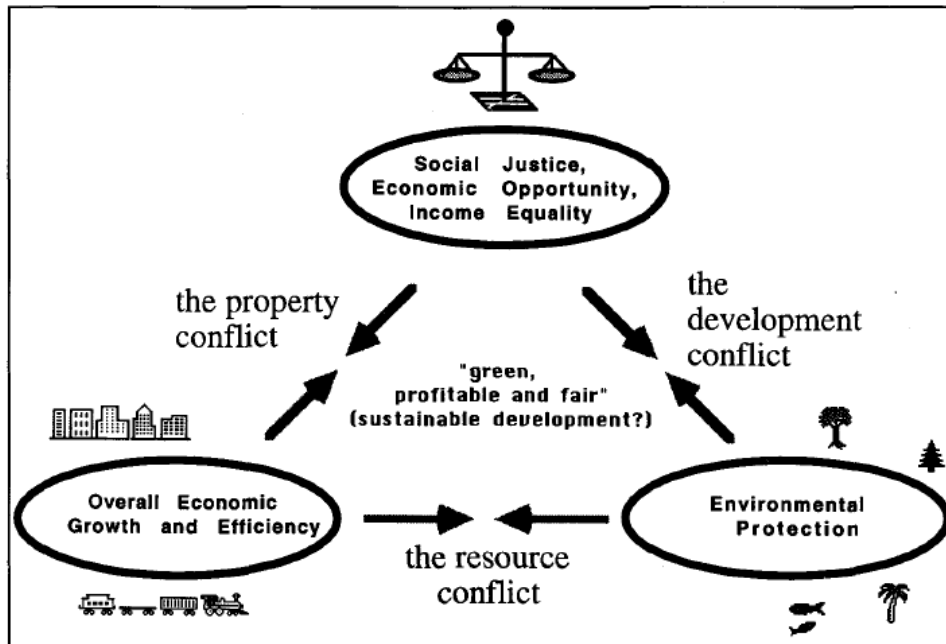 Social Justice,
Economic Opportunity,
Income Equality
the property
conflict
the
development
conflict
"green,
profitable and fair"
(sustainable development?)
Overall Economic
Growth and Efficiency
Environmental
Protection
the resource
conflict